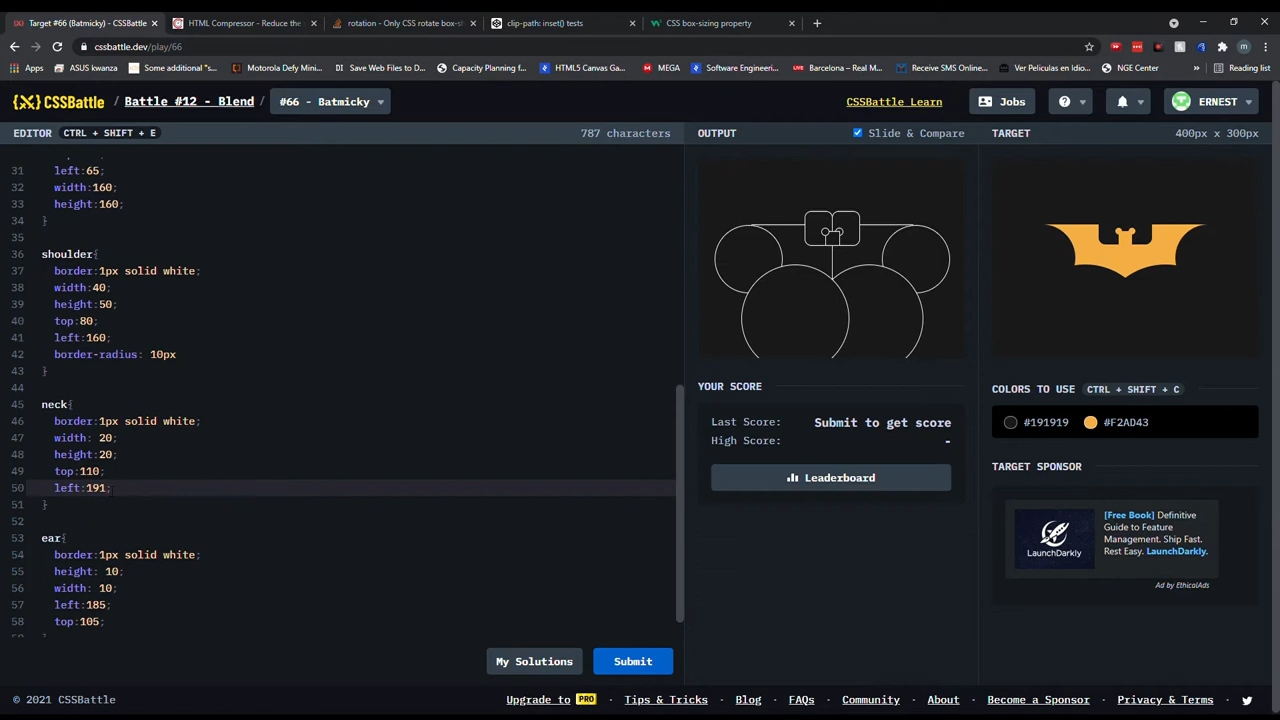 Target #66 (Batmicky) - CSSBattle
HTML Compressor - Reduce the
rotation - Only CSS rotate box-s
clip-path: inset() tests
CSS box-sizing property
cssbattle.dev/play/66
Apps
ASUS kwanza
Some additional "s...
Motorola Defy Mini...
Save Web Files to D...
Capacity Planning f...
HTML5 Canvas Ga...
MEGA
Software Engineeri...
Barcelona – Real M...
Receive SMS Online...
Ver Peliculas en Idio...
NGE Center
Reading list
CSSBATTLE
/ Battle #12 - Blend /
#66 - Batmicky
CSSBattle Learn
Jobs
ERNEST
EDITOR CTRL + SHIFT + E
787 characters
OUTPUT
Slide & Compare
TARGET
400px x 300px
31 left:65;
32 width:160;
33 height:160;
34 }
35
36 shoulder{
37 border:1px solid white;
38 width:40;
39 height:50;
40 top:80;
41 left:160;
42 border-radius: 10px
43 }
44
45 neck{
46 border:1px solid white;
47 width: 20;
48 height:20;
49 top:110;
50 left:191;
51 }
52
53 ear{
54 border:1px solid white;
55 height: 10;
56 width: 10;
57 left:185;
58 top:105;
YOUR SCORE
Last Score: Submit to get score
High Score: -
Leaderboard
COLORS TO USE CTRL + SHIFT + C
#191919
#F2AD43
TARGET SPONSOR
LaunchDarkly
[Free Book] Definitive
Guide to Feature
Management. Ship Fast.
Rest Easy. LaunchDarkly.
Ad by EthicalAds
My Solutions
Submit
© 2021 CSSBattle
Upgrade to PRO
Tips & Tricks
Blog
FAQs
Community
About
Become a Sponsor
Privacy & Terms